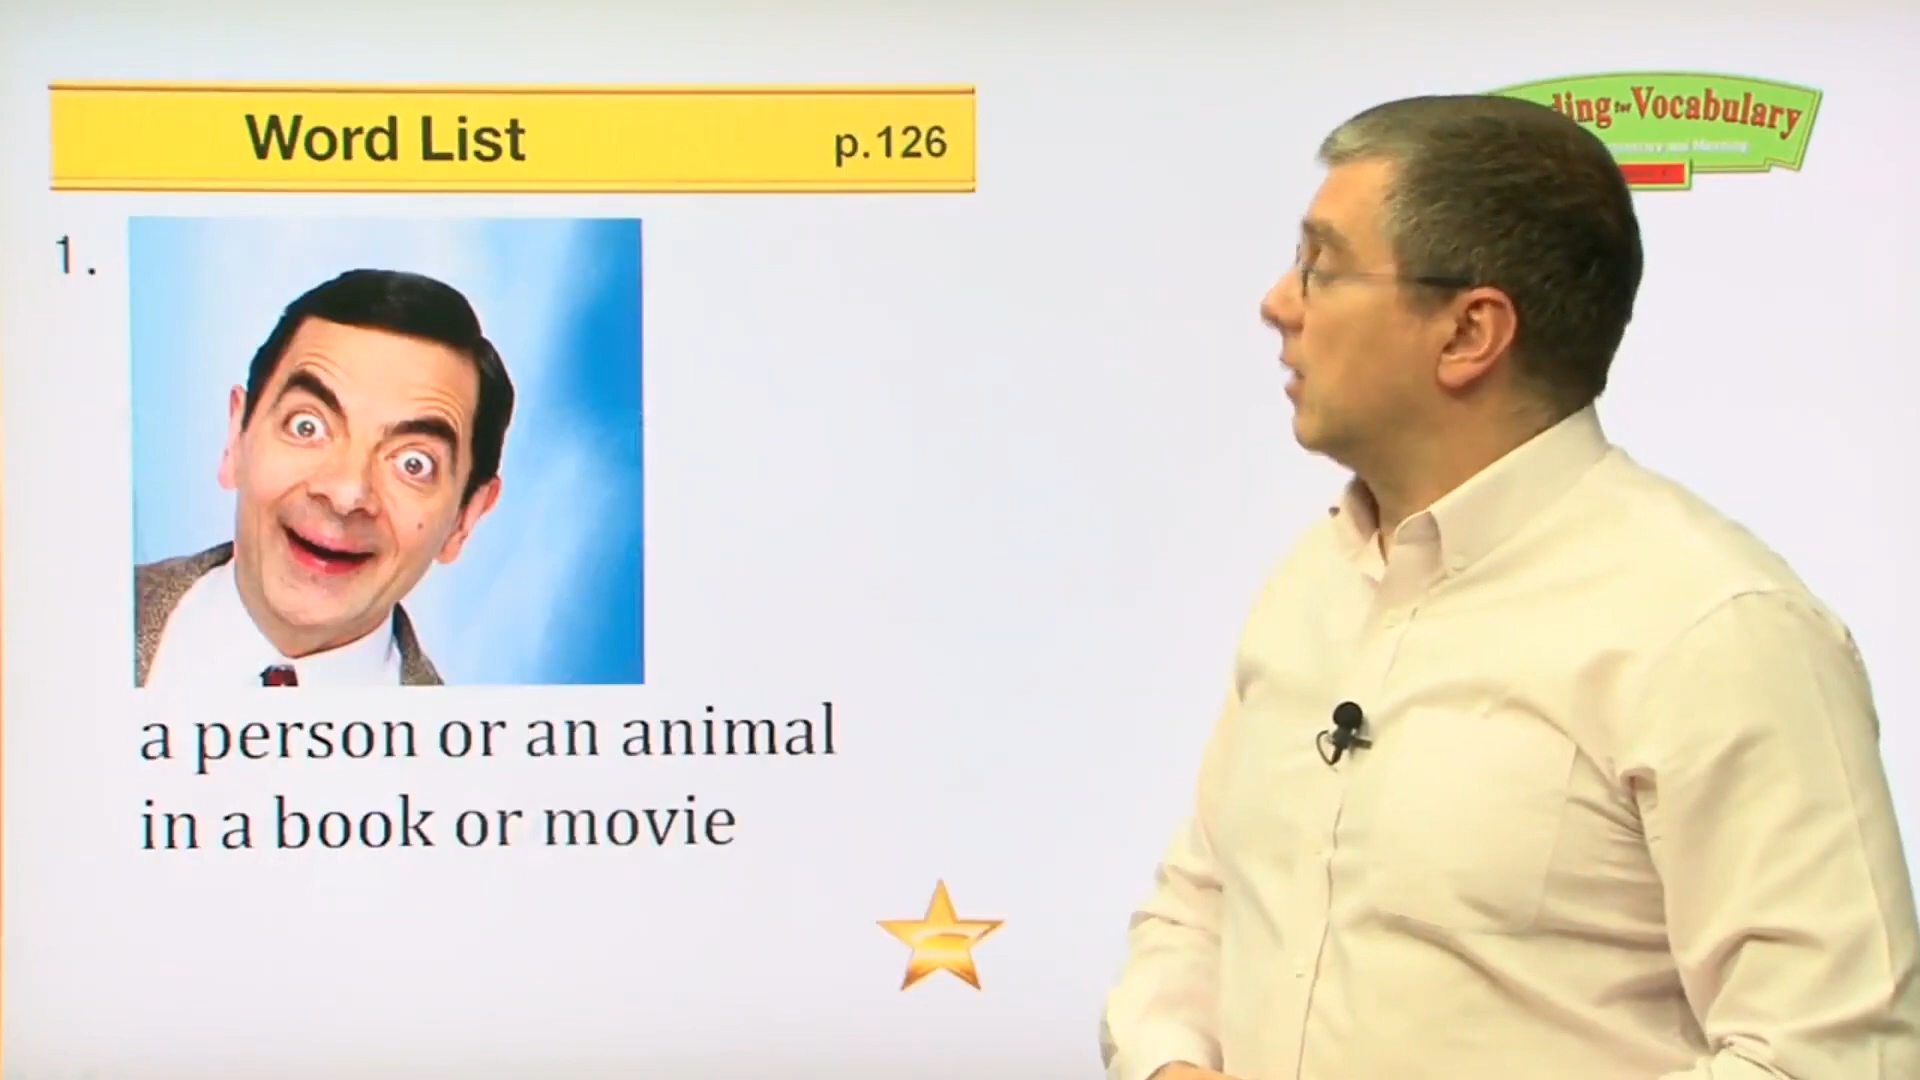 Word List
p.126
Vocabulary
1.
a person or an animal
in a book or movie